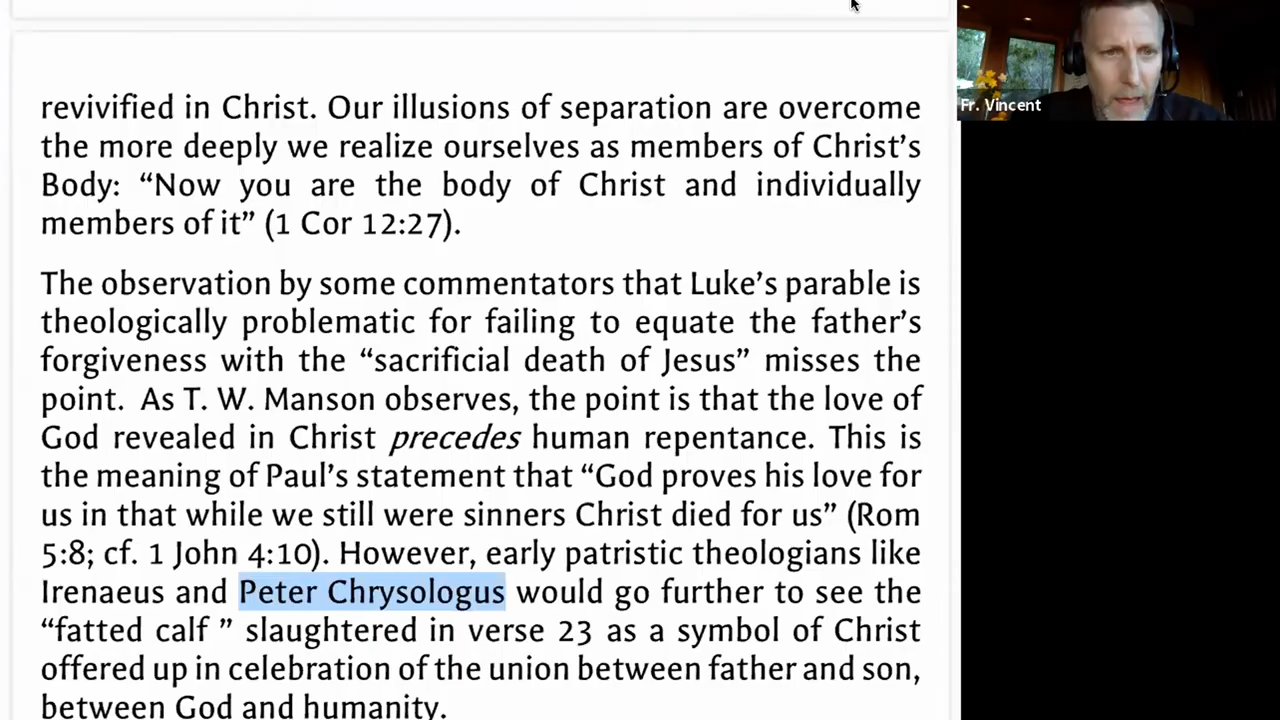 revivified in Christ. Our illusions of separation are overcome
the more deeply we realize ourselves as members of Christ’s
Body: “Now you are the body of Christ and individually
members of it” (1 Cor 12:27).
The observation by some commentators that Luke’s parable is
theologically problematic for failing to equate the father’s
forgiveness with the “sacrificial death of Jesus” misses the
point. As T. W. Manson observes, the point is that the love of
God revealed in Christ precedes human repentance. This is
the meaning of Paul’s statement that “God proves his love for
us in that while we still were sinners Christ died for us” (Rom
5:8; cf. 1 John 4:10). However, early patristic theologians like
Irenaeus and Peter Chrysologus would go further to see the
“fatted calf ” slaughtered in verse 23 as a symbol of Christ
offered up in celebration of the union between father and son,
between God and humanity.
Fr. Vincent